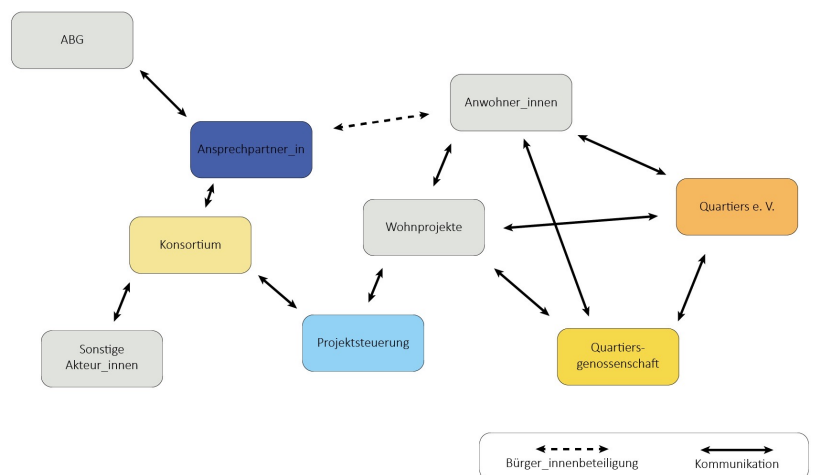 ABG
Anwohner_innen
Ansprechpartner_in
Quartiers e. V.
Wohnprojekte
Konsortium
Projektsteuerung
Sonstige
Akteur_innen
Quartiers-
genossenschaft
Bürger_innenbeteiligung
Kommunikation